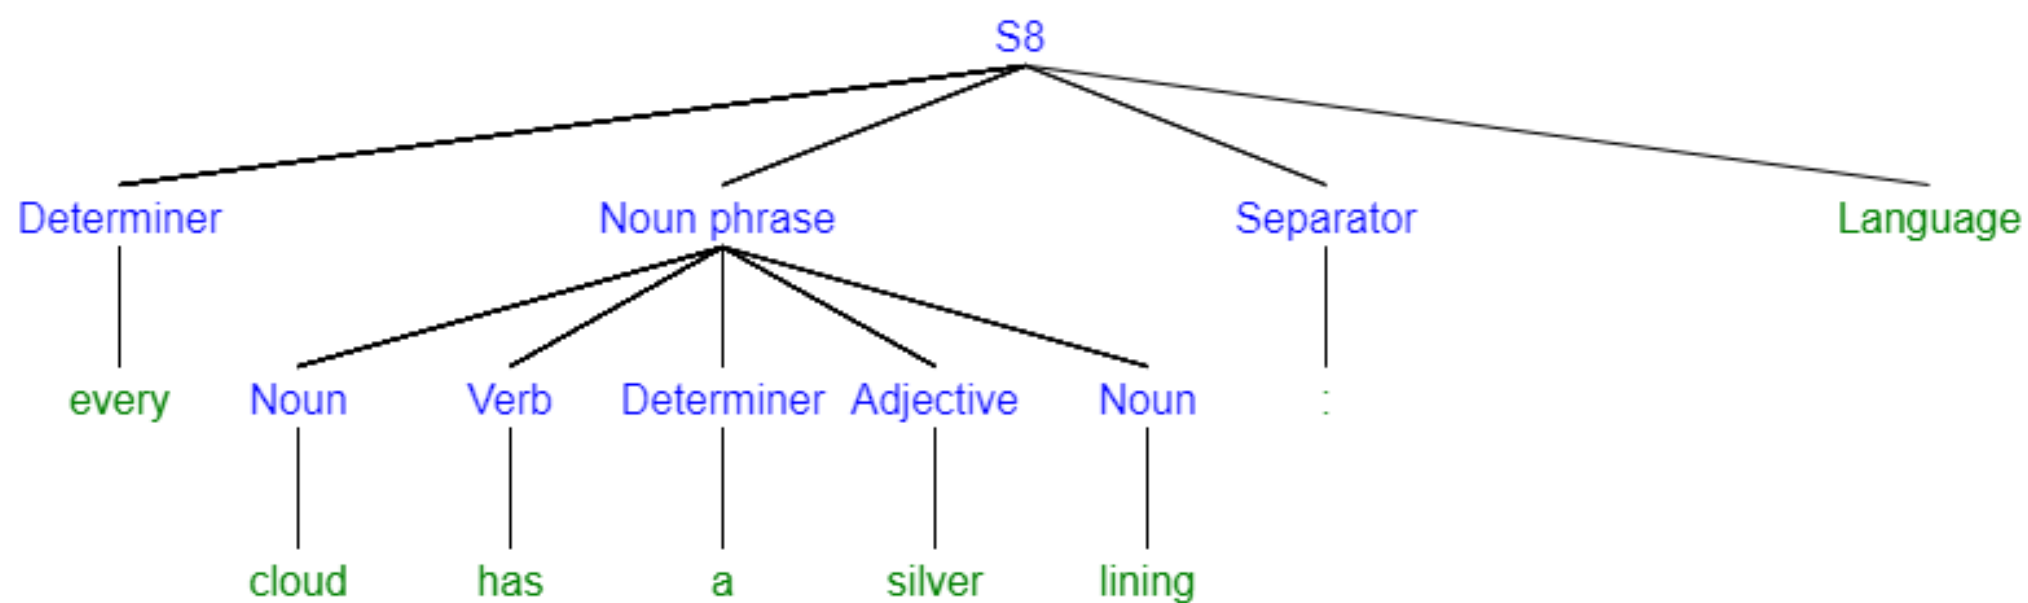 S8
Determiner Noun phrase Separator Language
every Noun Verb Determiner Adjective Noun :
cloud has a silver lining